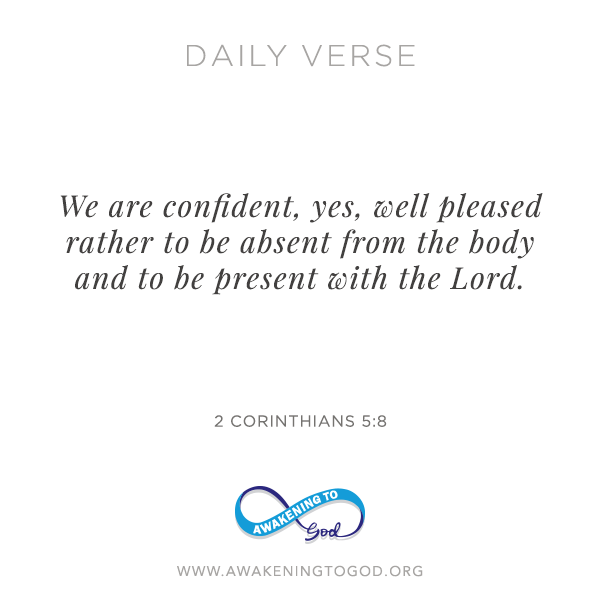 DAILY VERSE
We are confident, yes, well pleased
rather to be absent from the body
and to be present with the Lord.
2 CORINTHIANS 5:8
AWAKENING TO
God
WWW.AWAKENINGTOGOD.ORG